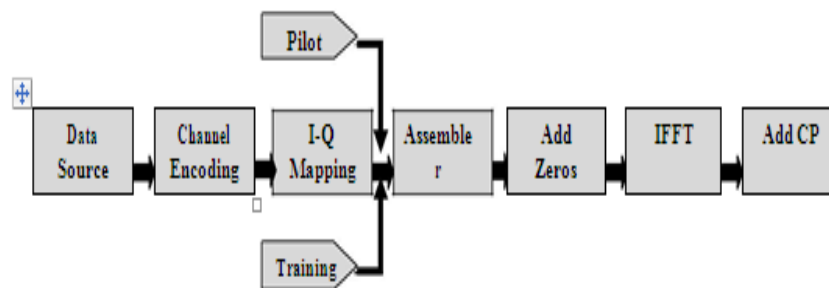 Pilot
Data
Source
Channel
Encoding
I-Q
Mapping
Assemble
r
Add
Zeros
IFFT
Add CP
Training